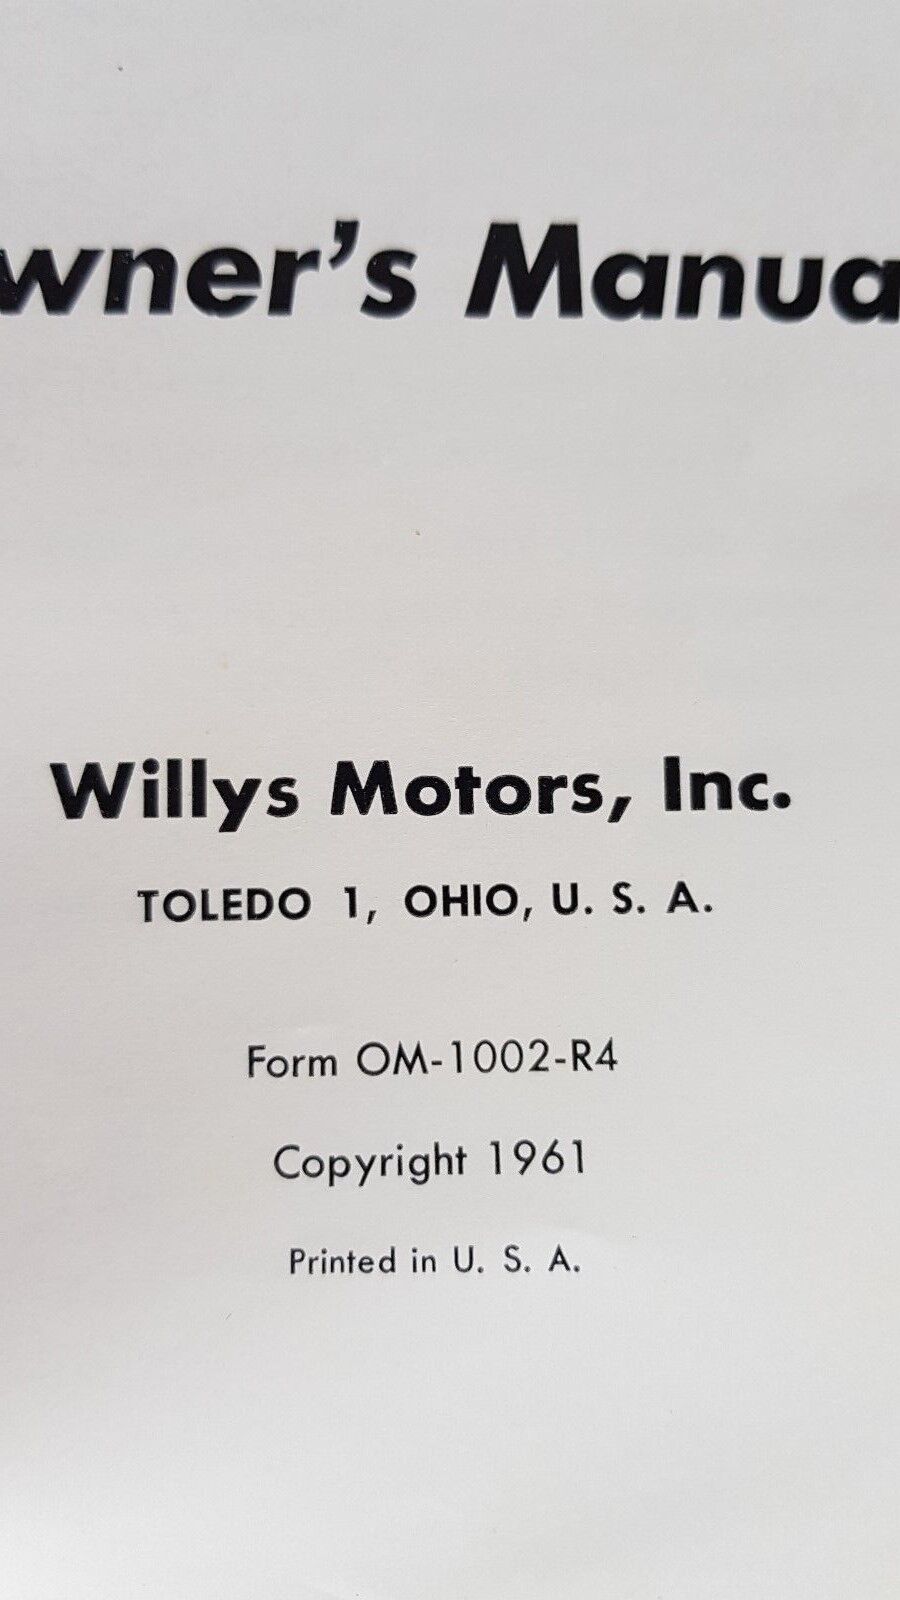 wner's Manua
Willys Motors, Inc.
TOLEDO 1, OHIO, U. S. A.
Form OM-1002-R4
Copyright 1961
Printed in U. S. A.